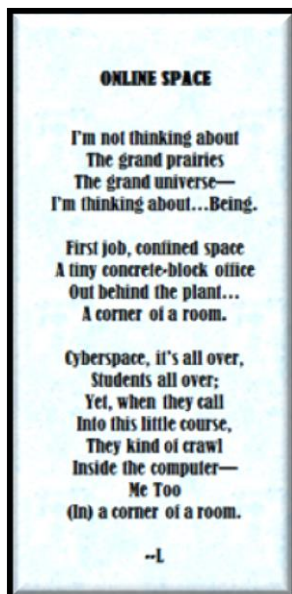 ONLINE SPACE
I'm not thinking about
The grand prairies
The grand universe—
I'm thinking about...Being.
First job, confined space
A tiny concrete-block office
Out behind the plant...
A corner of a room.
Cyberspace, it's all over,
Students all over;
Yet, when they call
Into this little course,
They kind of crawl
Inside the computer—
Me Too
(In) a corner of a room.
--L